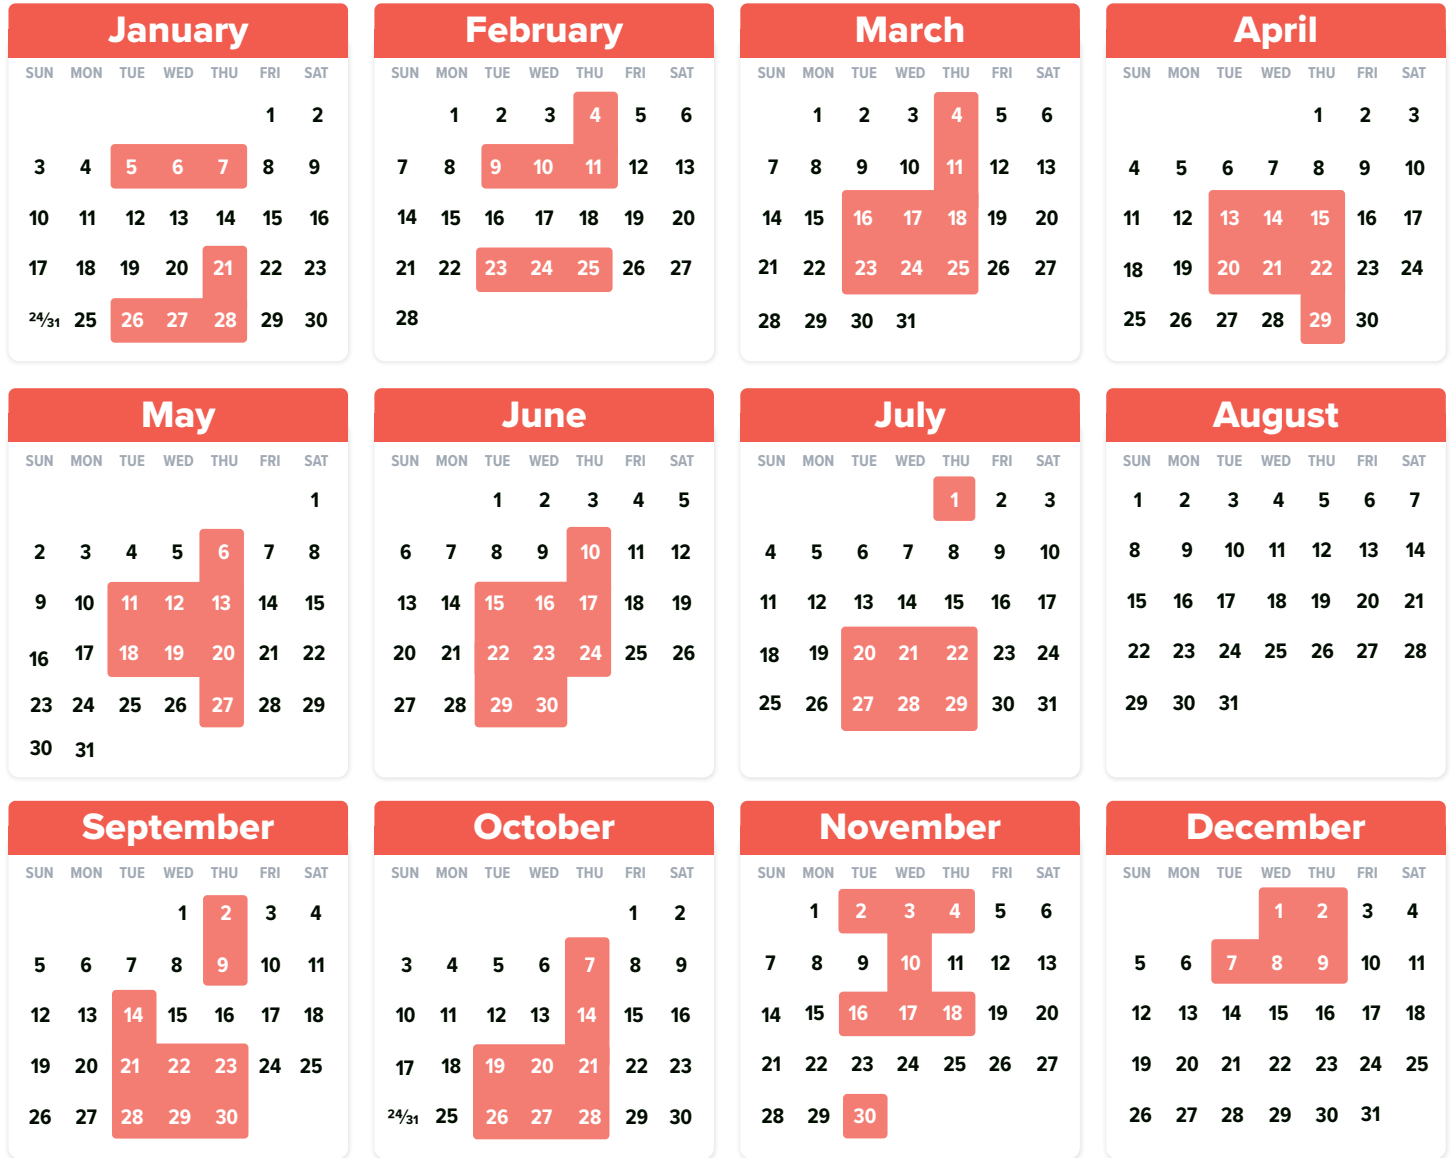 January
SUN MON TUE WED THU FRI SAT
1 2
3 4 5 6 7 8 9
10 11 12 13 14 15 16
17 18 19 20 21 22 23
24/31 25 26 27 28 29 30
February
SUN MON TUE WED THU FRI SAT
1 2 3 4 5 6
7 8 9 10 11 12 13
14 15 16 17 18 19 20
21 22 23 24 25 26 27
28
March
SUN MON TUE WED THU FRI SAT
1 2 3 4 5 6
7 8 9 10 11 12 13
14 15 16 17 18 19 20
21 22 23 24 25 26 27
28 29 30 31
April
SUN MON TUE WED THU FRI SAT
1 2 3
4 5 6 7 8 9 10
11 12 13 14 15 16 17
18 19 20 21 22 23 24
25 26 27 28 29 30
May
SUN MON TUE WED THU FRI SAT
1
2 3 4 5 6 7 8
9 10 11 12 13 14 15
16 17 18 19 20 21 22
23 24 25 26 27 28 29
30 31
June
SUN MON TUE WED THU FRI SAT
1 2 3 4 5
6 7 8 9 10 11 12
13 14 15 16 17 18 19
20 21 22 23 24 25 26
27 28 29 30
July
SUN MON TUE WED THU FRI SAT
1 2 3
4 5 6 7 8 9 10
11 12 13 14 15 16 17
18 19 20 21 22 23 24
25 26 27 28 29 30 31
August
SUN MON TUE WED THU FRI SAT
1 2 3 4 5 6 7
8 9 10 11 12 13 14
15 16 17 18 19 20 21
22 23 24 25 26 27 28
29 30 31
September
SUN MON TUE WED THU FRI SAT
1 2 3 4
5 6 7 8 9 10 11
12 13 14 15 16 17 18
19 20 21 22 23 24 25
26 27 28 29 30
October
SUN MON TUE WED THU FRI SAT
1 2
3 4 5 6 7 8 9
10 11 12 13 14 15 16
17 18 19 20 21 22 23
24/31 25 26 27 28 29 30
November
SUN MON TUE WED THU FRI SAT
1 2 3 4 5 6
7 8 9 10 11 12 13
14 15 16 17 18 19 20
21 22 23 24 25 26 27
28 29 30
December
SUN MON TUE WED THU FRI SAT
1 2 3 4
5 6 7 8 9 10 11
12 13 14 15 16 17 18
19 20 21 22 23 24 25
26 27 28 29 30 31